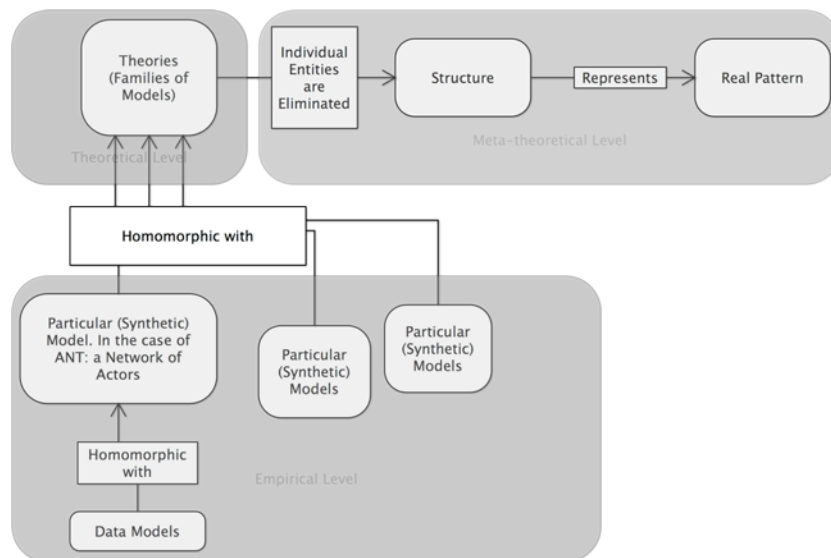 Theories
(Families of
Models)
Individual
Entities
are
Eliminated
Structure
Represents
Real Pattern
Theoretical Level
Meta-theoretical Level
Homomorphic with
Particular (Synthetic)
Model. In the case of
ANT: a Network of
Actors
Particular
(Synthetic)
Models
Particular
(Synthetic)
Models
Homomorphic
with
Empirical Level
Data Models